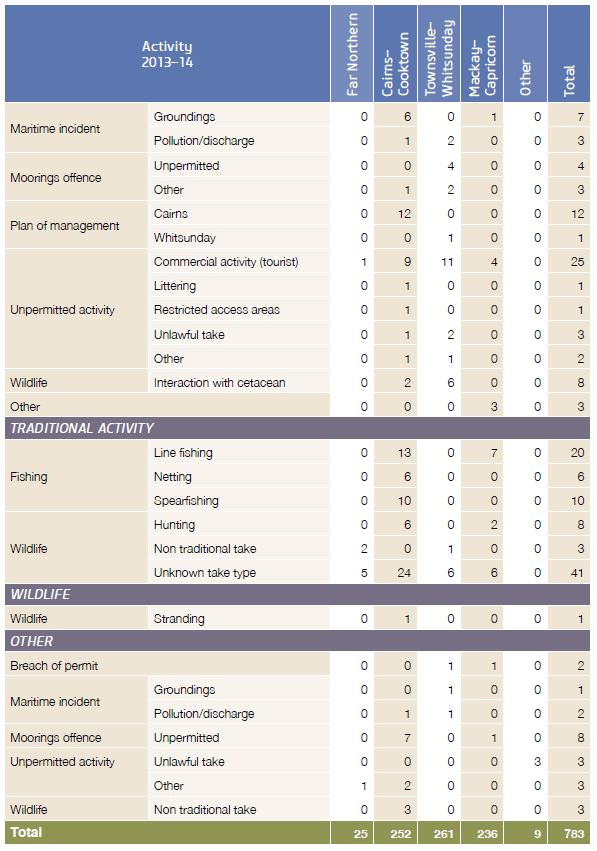 Activity
2013–14
Far Northern
Cairns–
Cooktown
Townsville–
Whitsunday
Mackay–
Capricorn
Other
Total
Maritime incident
Groundings 0 6 0 1 0 7
Pollution/discharge 0 1 2 0 0 3
Moorings offence
Unpermitted 0 0 4 0 0 4
Other 0 1 2 0 0 3
Plan of management
Cairns 0 12 0 0 0 12
Whitsunday 0 0 1 0 0 1
Unpermitted activity
Commercial activity (tourist) 1 9 11 4 0 25
Littering 0 1 0 0 0 1
Restricted access areas 0 1 0 0 0 1
Unlawful take 0 1 2 0 0 3
Other 0 1 1 0 0 2
Wildlife Interaction with cetacean 0 2 6 0 0 8
Other 0 0 0 3 0 3
TRADITIONAL ACTIVITY
Fishing
Line fishing 0 13 0 7 0 20
Netting 0 6 0 0 0 6
Spearfishing 0 10 0 0 0 10
Wildlife
Hunting 0 6 0 2 0 8
Non traditional take 2 0 1 0 0 3
Unknown take type 5 24 6 6 0 41
WILDLIFE
Wildlife Stranding 0 1 0 0 0 1
OTHER
Breach of permit 0 0 1 1 0 2
Maritime incident
Groundings 0 0 1 0 0 1
Pollution/discharge 0 1 1 0 0 2
Moorings offence Unpermitted 0 7 0 1 0 8
Unpermitted activity Unlawful take 0 0 0 0 3 3
Other 1 2 0 0 0 3
Wildlife Non traditional take 0 3 0 0 0 3
Total 25 252 261 236 9 783